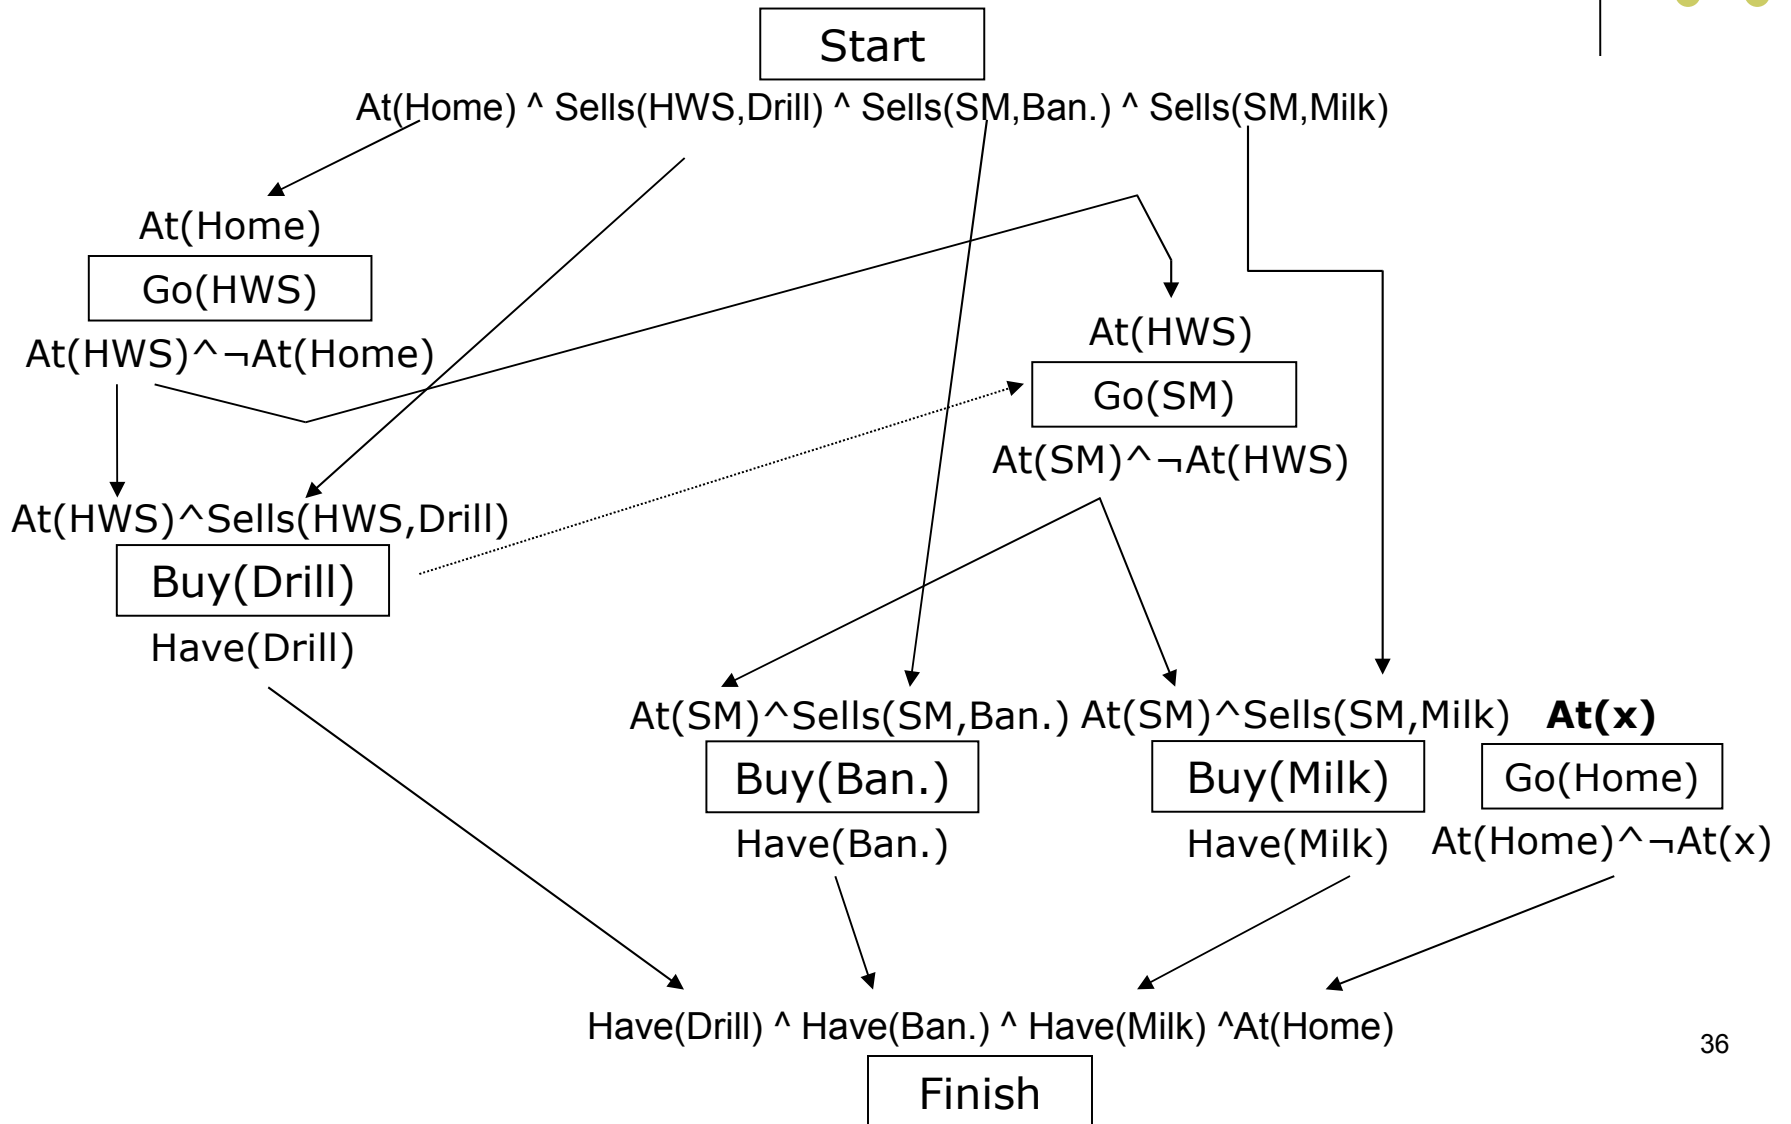 Start
At(Home) ^ Sells(HWS,Drill) ^ Sells(SM,Ban.) ^ Sells(SM,Milk)
At(Home)
Go(HWS)
At(HWS)^¬At(Home)
At(HWS)
Go(SM)
At(SM)^¬At(HWS)
At(HWS)^Sells(HWS,Drill)
Buy(Drill)
Have(Drill)
At(SM)^Sells(SM,Ban.) At(SM)^Sells(SM,Milk) At(x)
Buy(Ban.) Buy(Milk) Go(Home)
Have(Ban.) Have(Milk) At(Home)^¬At(x)
Have(Drill) ^ Have(Ban.) ^ Have(Milk) ^At(Home)
Finish
36